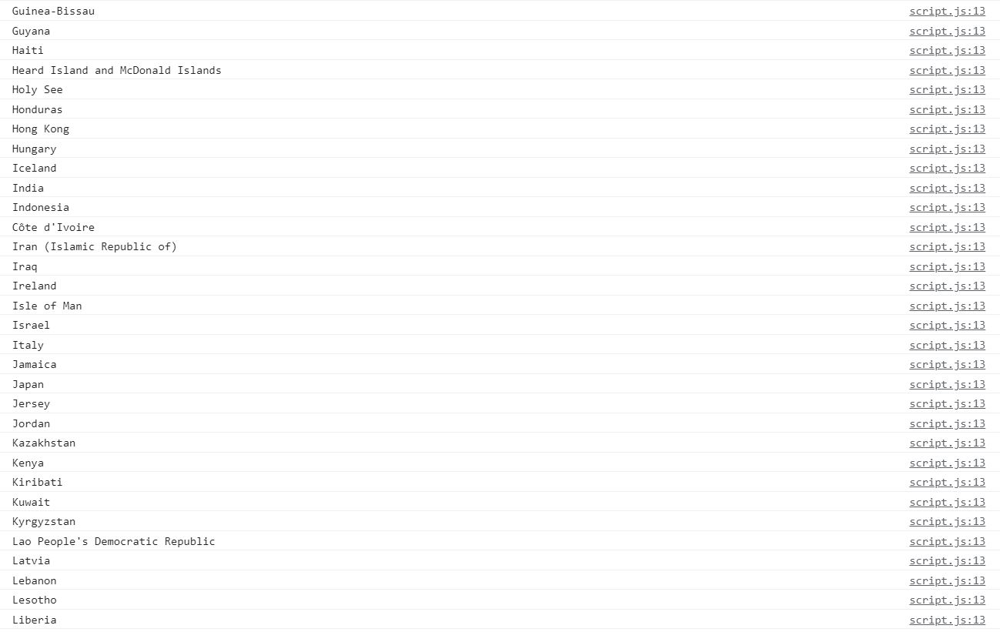 Guinea-Bissau script.js:13
Guyana script.js:13
Haiti script.js:13
Heard Island and McDonald Islands script.js:13
Holy See script.js:13
Honduras script.js:13
Hong Kong script.js:13
Hungary script.js:13
Iceland script.js:13
India script.js:13
Indonesia script.js:13
Côte d'Ivoire script.js:13
Iran (Islamic Republic of) script.js:13
Iraq script.js:13
Ireland script.js:13
Isle of Man script.js:13
Israel script.js:13
Italy script.js:13
Jamaica script.js:13
Japan script.js:13
Jersey script.js:13
Jordan script.js:13
Kazakhstan script.js:13
Kenya script.js:13
Kiribati script.js:13
Kuwait script.js:13
Kyrgyzstan script.js:13
Lao People's Democratic Republic script.js:13
Latvia script.js:13
Lebanon script.js:13
Lesotho script.js:13
Liberia script.js:13